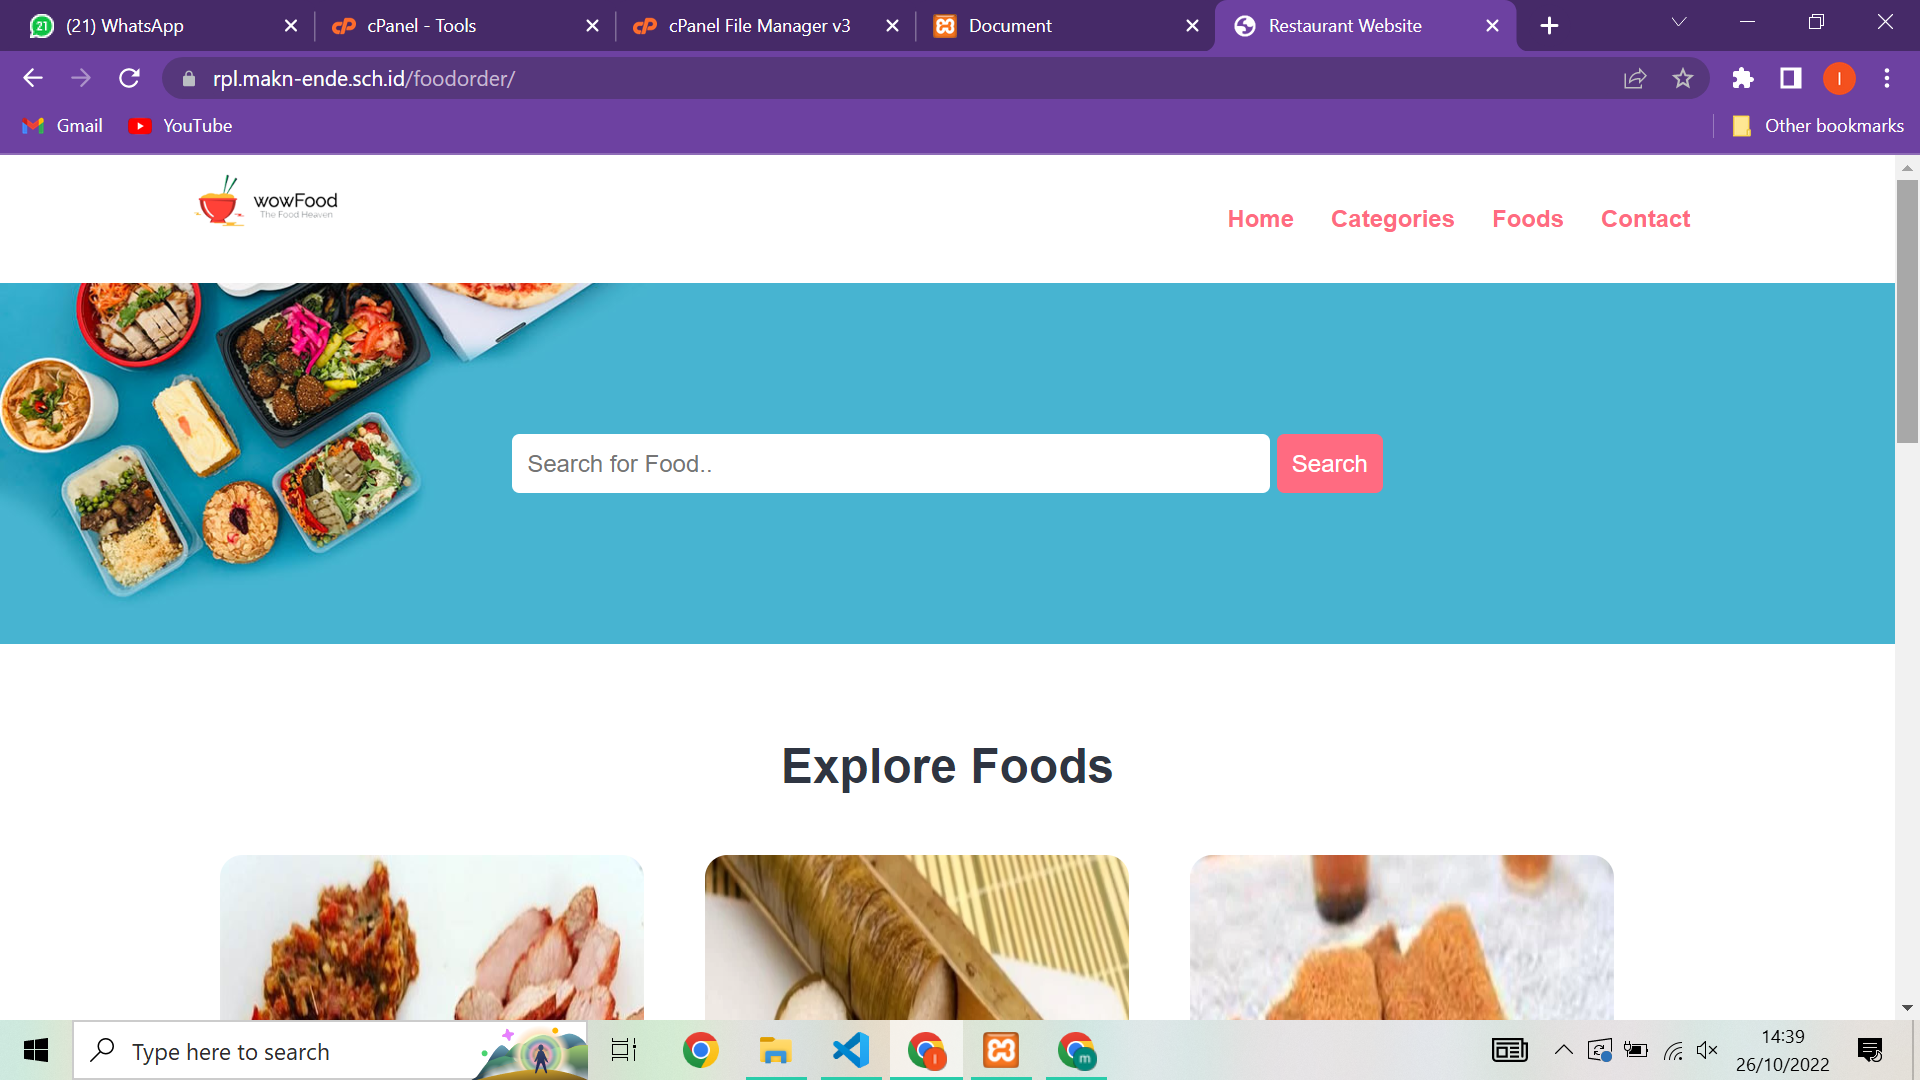 (21) WhatsApp
cPanel - Tools
cPanel File Manager v3
Document
Restaurant Website
rpl.makn-ende.sch.id/foodorder/
I
Gmail
YouTube
Other bookmarks
wowFood
The Food Heaven
Home
Categories
Foods
Contact
Search for Food..
Search
Explore Foods
Type here to search
I
m
14:39
26/10/2022